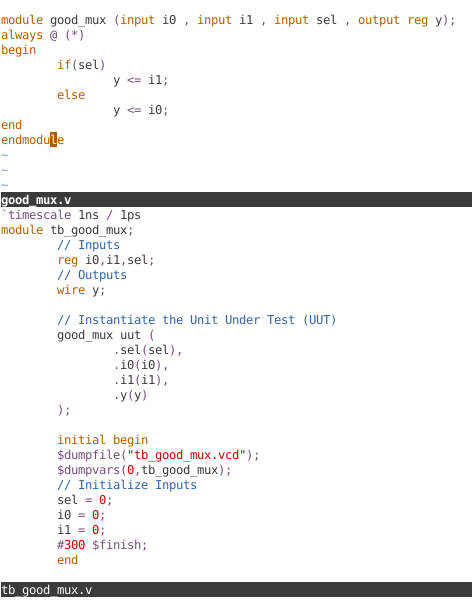 module good_mux (input i0 , input i1 , input sel , output reg y);
always @ (*)
begin
        if(sel)
                y <= i1;
        else
                y <= i0;
end
endmodule
~
~
~
good_mux.v
`timescale 1ns / 1ps
module tb_good_mux;
        // Inputs
        reg i0,i1,sel;
        // Outputs
        wire y;

        // Instantiate the Unit Under Test (UUT)
        good_mux uut (
                .sel(sel),
                .i0(i0),
                .i1(i1),
                .y(y)
        );

        initial begin
        $dumpfile("tb_good_mux.vcd");
        $dumpvars(0,tb_good_mux);
        // Initialize Inputs
        sel = 0;
        i0 = 0;
        i1 = 0;
        #300 $finish;
        end

tb_good_mux.v